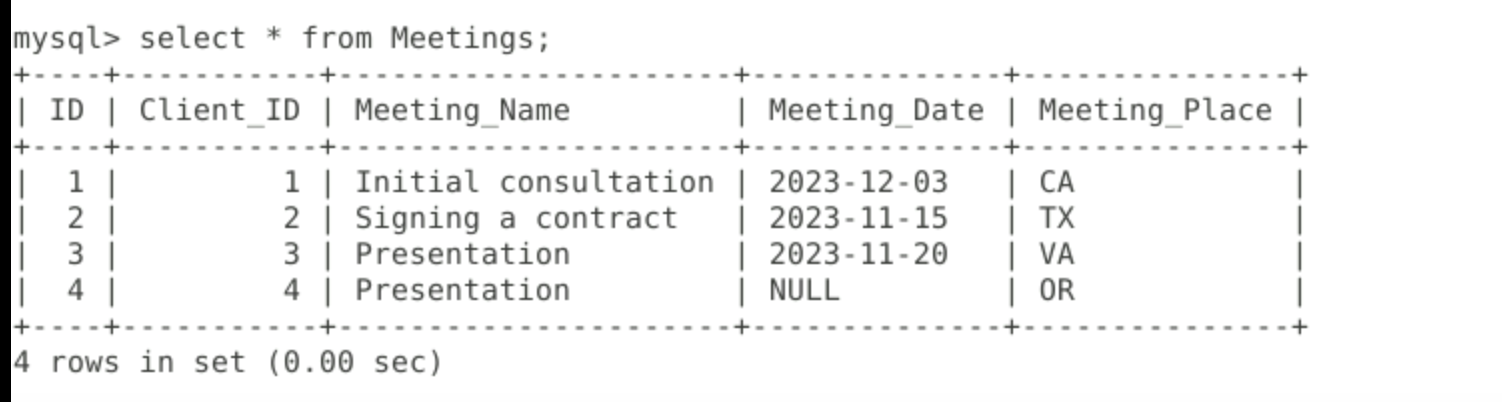 mysql> select * from Meetings;
+----+-----------+----------------------+--------------+---------------+
| ID | Client_ID | Meeting_Name         | Meeting_Date | Meeting_Place |
+----+-----------+----------------------+--------------+---------------+
|  1 |         1 | Initial consultation | 2023-12-03   | CA            |
|  2 |         2 | Signing a contract   | 2023-11-15   | TX            |
|  3 |         3 | Presentation         | 2023-11-20   | VA            |
|  4 |         4 | Presentation         | NULL         | OR            |
+----+-----------+----------------------+--------------+---------------+
4 rows in set (0.00 sec)